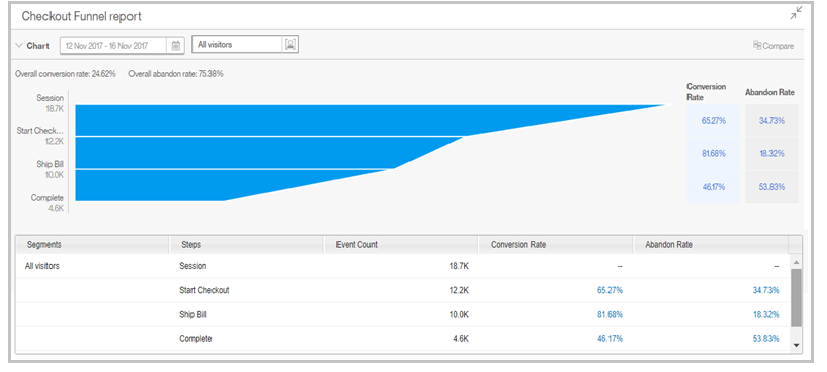 Checkout Funnel report
Chart 12 Nov 2017 - 16 Nov 2017 All visitors Compare
Overall conversion rate: 24.62% Overall abandon rate: 75.38%
Conversion Rate Abandon Rate
Session
18.7K
65.27% 34.73%
Start Check...
12.2K
81.68% 18.32%
Ship Bill
10.0K
46.17% 53.83%
Complete
4.6K
Segments Steps Event Count Conversion Rate Abandon Rate
All visitors Session 18.7K -- --
Start Checkout 12.2K 65.27% 34.73%
Ship Bill 10.0K 81.68% 18.32%
Complete 4.6K 46.17% 53.83%